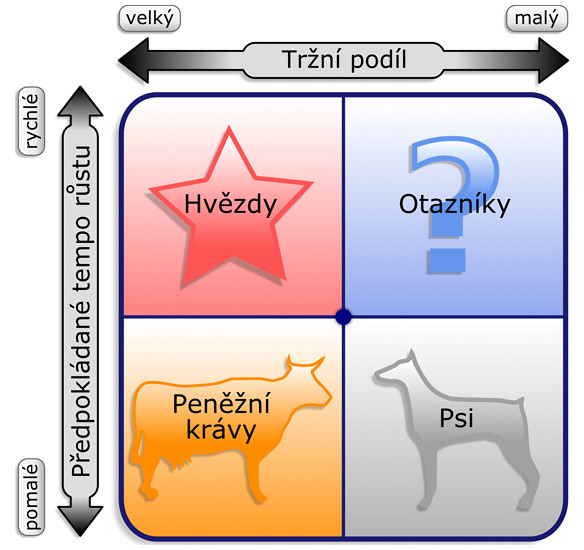 velký
malý
Tržní podíl
rychlé
Předpokládané tempo růstu
pomalé
Hvězdy
Otazníky
Peněžní
krávy
Psi